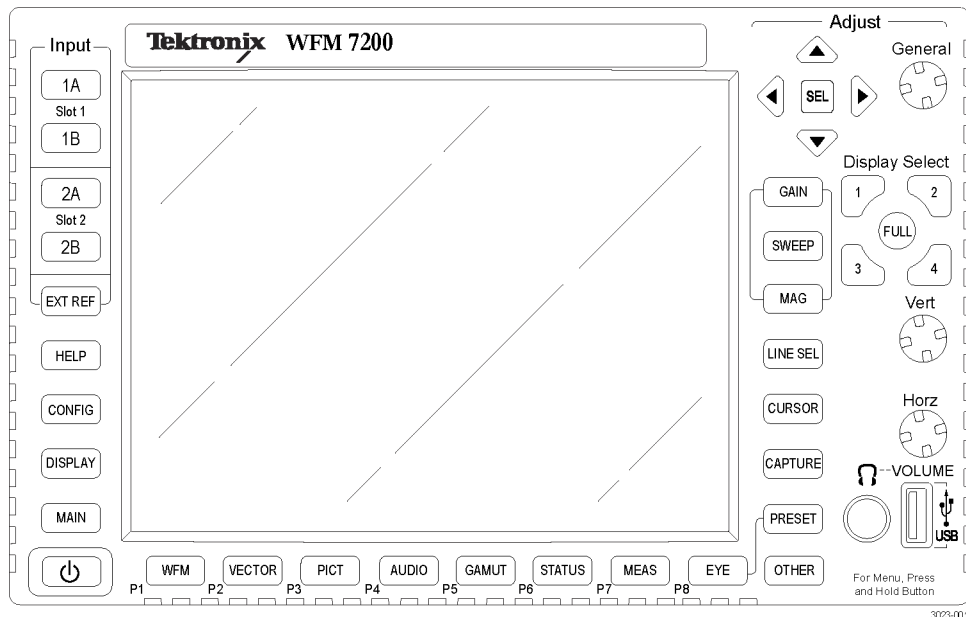 Tektronix WFM 7200
Input
1A
Slot 1
1B
2A
Slot 2
2B
EXT REF
HELP
CONFIG
DISPLAY
MAIN
Adjust
General
SEL
Display Select
1
2
FULL
3
4
GAIN
SWEEP
MAG
Vert
LINE SEL
CURSOR
Horz
CAPTURE
VOLUME
PRESET
USB
WFM
VECTOR
PICT
AUDIO
GAMUT
STATUS
MEAS
EYE
OTHER
P1
P2
P3
P4
P5
P6
P7
P8
For Menu, Press
and Hold Button